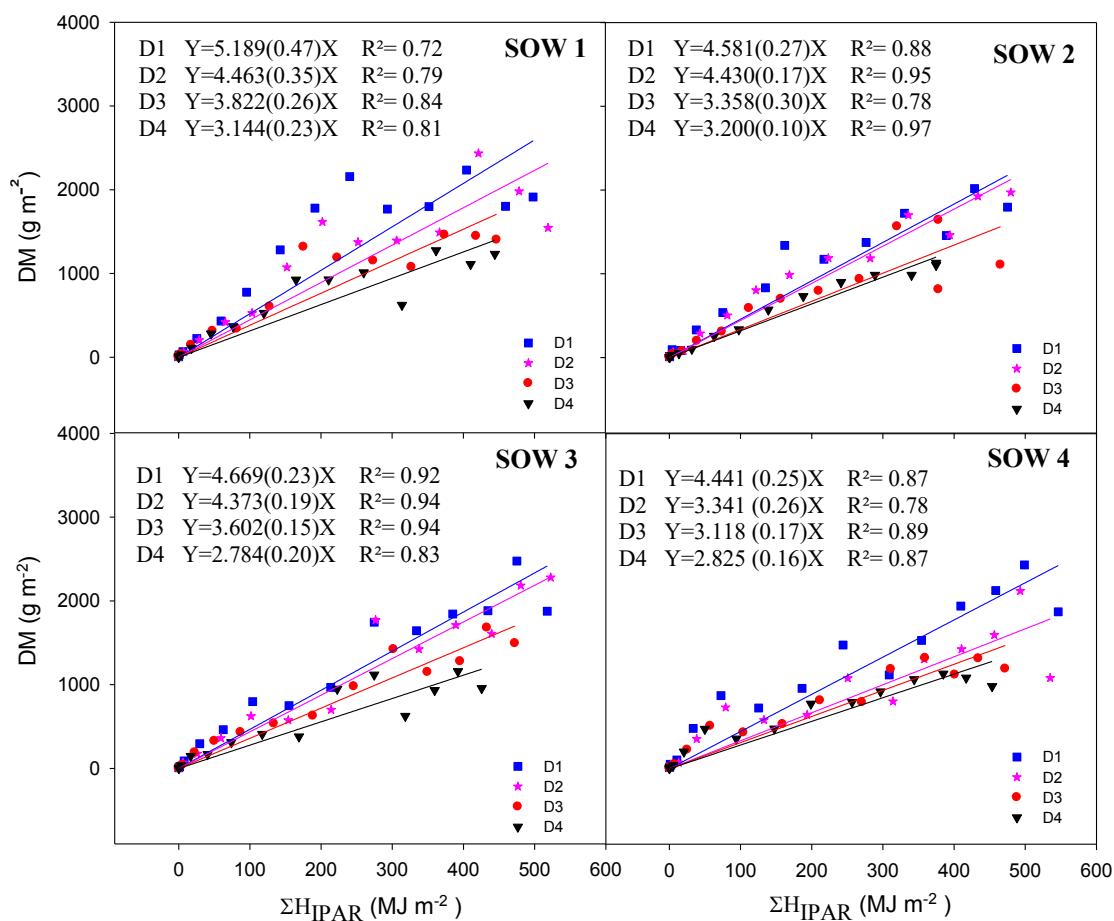 4000
3000
2000
1000
0
DM (g m⁻²)
SOW 1
D1 Y=5.189(0.47)X R²= 0.72
D2 Y=4.463(0.35)X R²= 0.79
D3 Y=3.822(0.26)X R²= 0.84
D4 Y=3.144(0.23)X R²= 0.81
D1
D2
D3
D4
SOW 2
D1 Y=4.581(0.27)X R²= 0.88
D2 Y=4.430(0.17)X R²= 0.95
D3 Y=3.358(0.30)X R²= 0.78
D4 Y=3.200(0.10)X R²= 0.97
D1
D2
D3
D4
4000
3000
2000
1000
0
DM (g m⁻²)
SOW 3
D1 Y=4.669(0.23)X R²= 0.92
D2 Y=4.373(0.19)X R²= 0.94
D3 Y=3.602(0.15)X R²= 0.94
D4 Y=2.784(0.20)X R²= 0.83
D1
D2
D3
D4
SOW 4
D1 Y=4.441 (0.25)X R²= 0.87
D2 Y=3.341 (0.26)X R²= 0.78
D3 Y=3.118 (0.17)X R²= 0.89
D4 Y=2.825 (0.16)X R²= 0.87
D1
D2
D3
D4
0 100 200 300 400 500 600
0 100 200 300 400 500 600
ΣH_IPAR (MJ m⁻²)
ΣH_IPAR (MJ m⁻²)